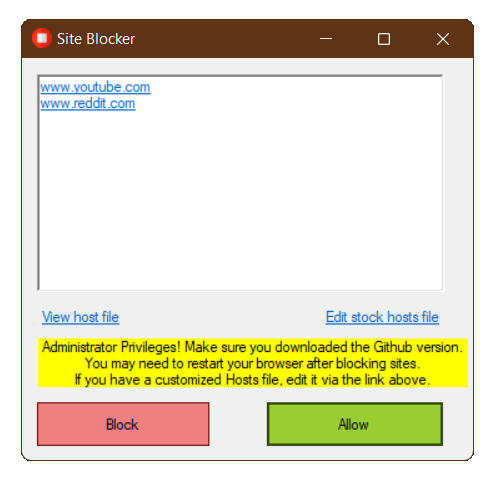 Site Blocker
www.youtube.com
www.reddit.com
View host file
Edit stock hosts file
Administrator Privileges! Make sure you downloaded the Github version.
You may need to restart your browser after blocking sites.
If you have a customized Hosts file, edit it via the link above.
Block
Allow